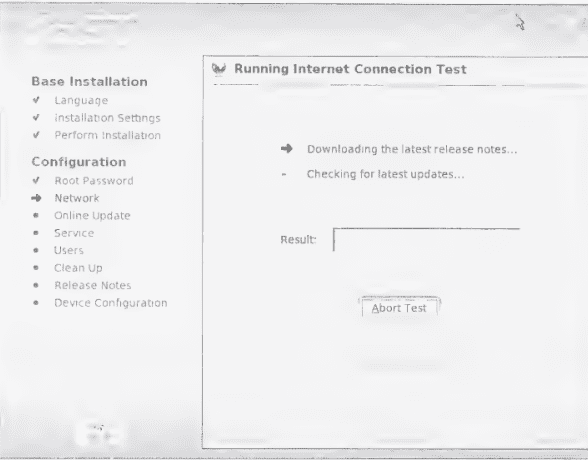 Base Installation
Language
Installation Settings
Perform Installation
Configuration
Root Password
Network
Online Update
Service
Users
Clean Up
Release Notes
Device Configuration
Running Internet Connection Test
Downloading the latest release notes...
- Checking for latest updates...
Result:
Abort Test